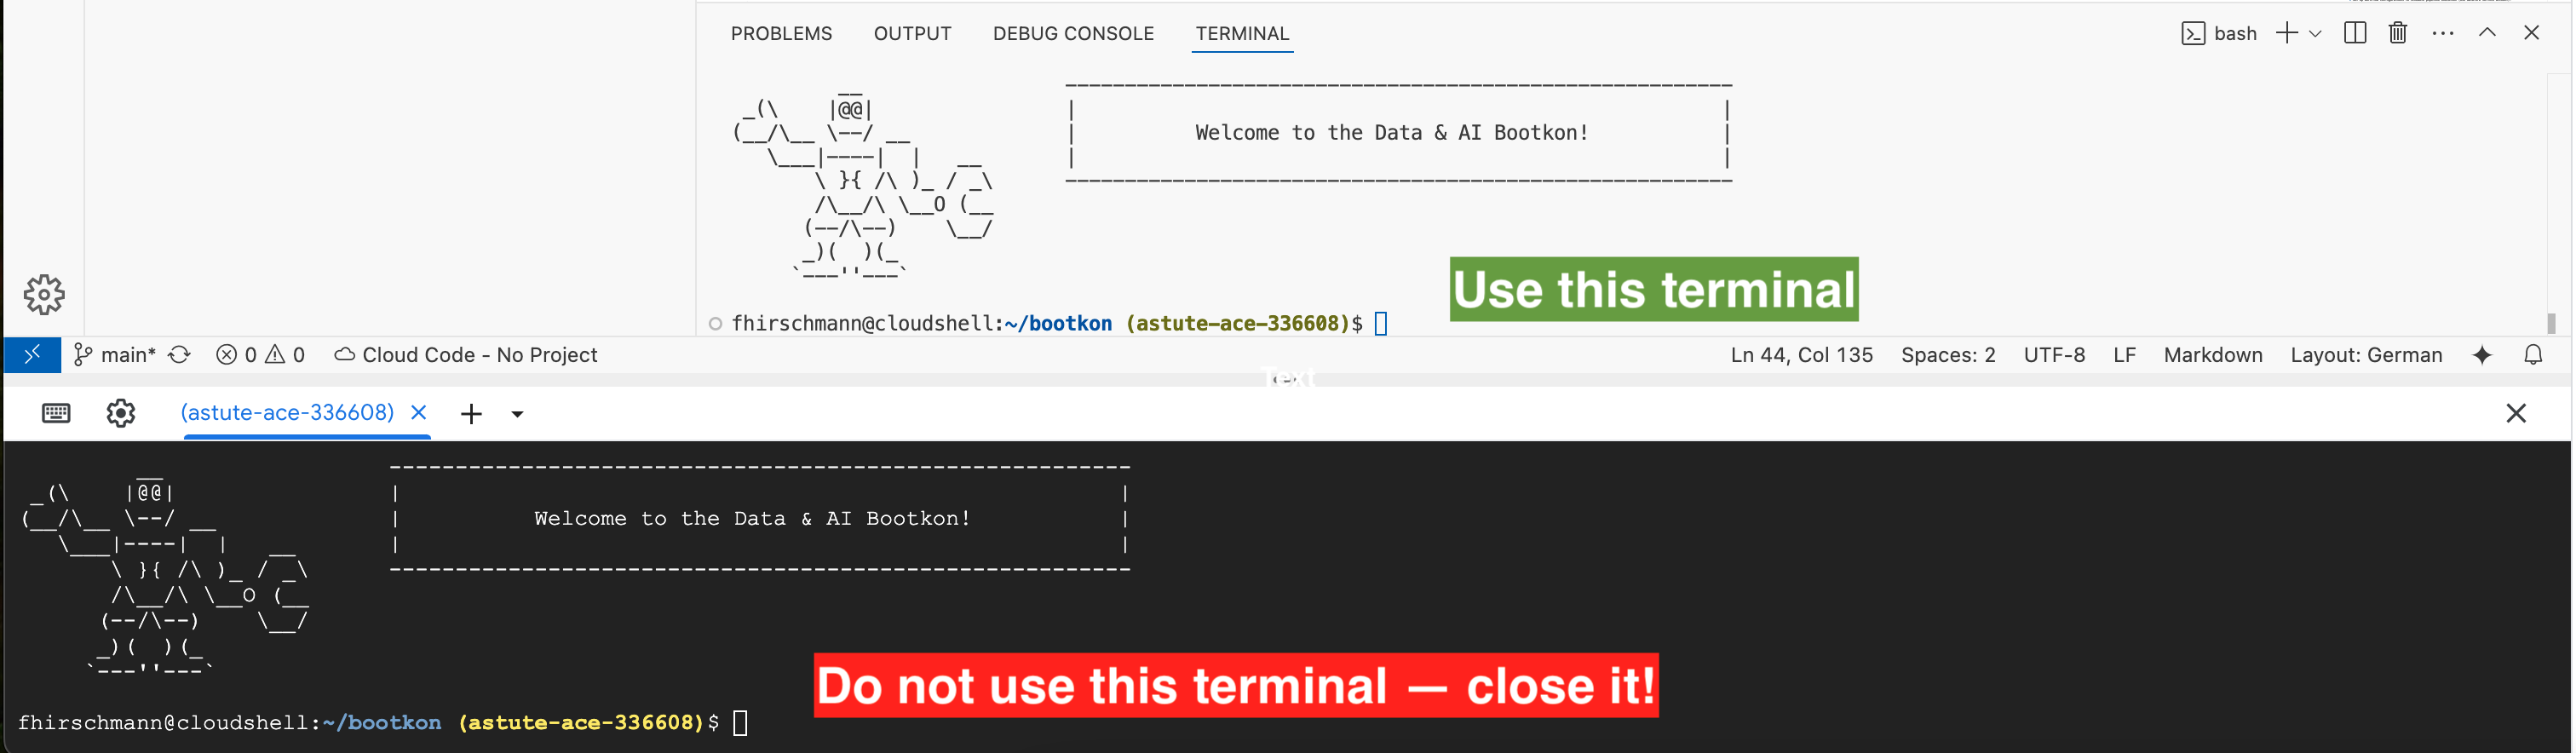 PROBLEMS OUTPUT DEBUG CONSOLE TERMINAL bash
Welcome to the Data & AI Bootkon!
Use this terminal
fhirschmann@cloudshell:~/bootkon (astute-ace-336608)$
main* 0 0 Cloud Code - No Project Ln 44, Col 135 Spaces: 2 UTF-8 LF Markdown Layout: German
Text
(astute-ace-336608)
Welcome to the Data & AI Bootkon!
Do not use this terminal — close it!
fhirschmann@cloudshell:~/bootkon (astute-ace-336608)$